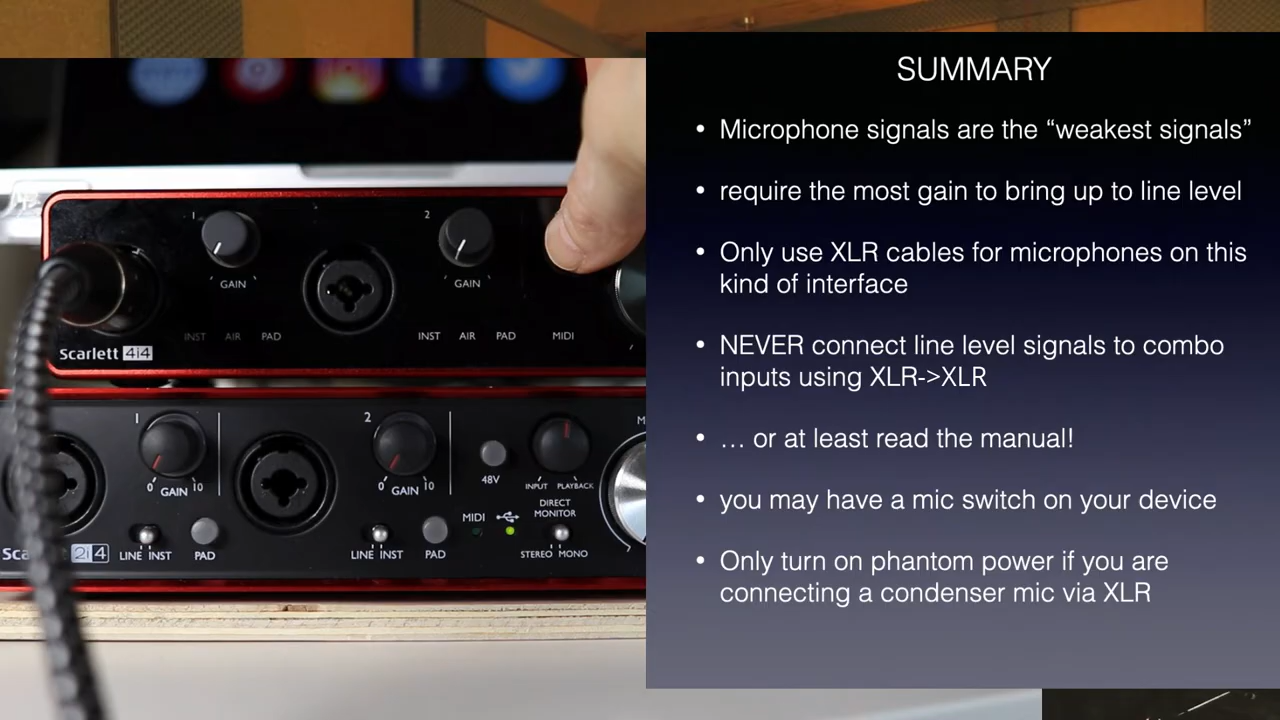 1
2
GAIN
GAIN
INST AIR PAD
INST AIR PAD
MIDI
Scarlett 4i4
1
2
0 GAIN 10
0 GAIN 10
48V
INPUT PLAYBACK
DIRECT
MONITOR
MIDI
LINE INST
PAD
LINE INST
PAD
STEREO MONO
2i4
SUMMARY
• Microphone signals are the “weakest signals”
• require the most gain to bring up to line level
• Only use XLR cables for microphones on this
kind of interface
• NEVER connect line level signals to combo
inputs using XLR->XLR
• … or at least read the manual!
• you may have a mic switch on your device
• Only turn on phantom power if you are
connecting a condenser mic via XLR